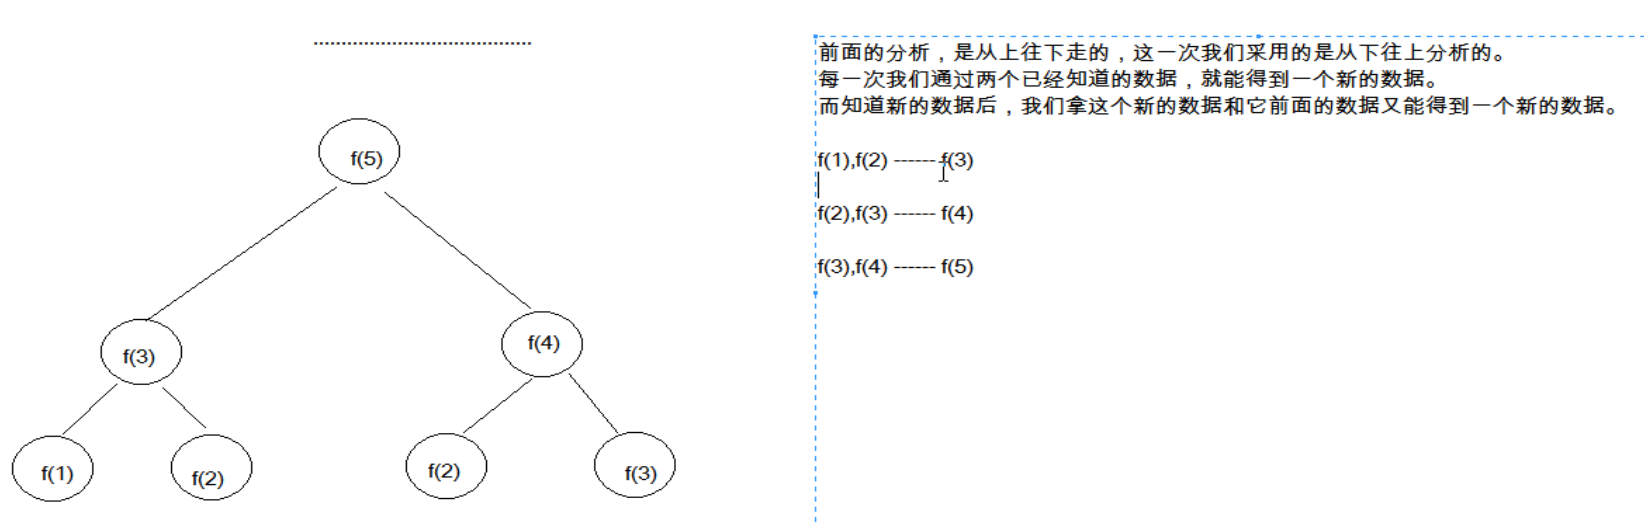 f(5)
f(3)
f(4)
f(1)
f(2)
f(2)
f(3)
前面的分析，是从上往下走的，这一次我们采用的是从下往上分析的。
每一次我们通过两个已经知道的数据，就能得到一个新的数据。
而知道新的数据后，我们拿这个新的数据和它前面的数据又能得到一个新的数据。
f(1),f(2) ------ f(3)
f(2),f(3) ------ f(4)
f(3),f(4) ------ f(5)